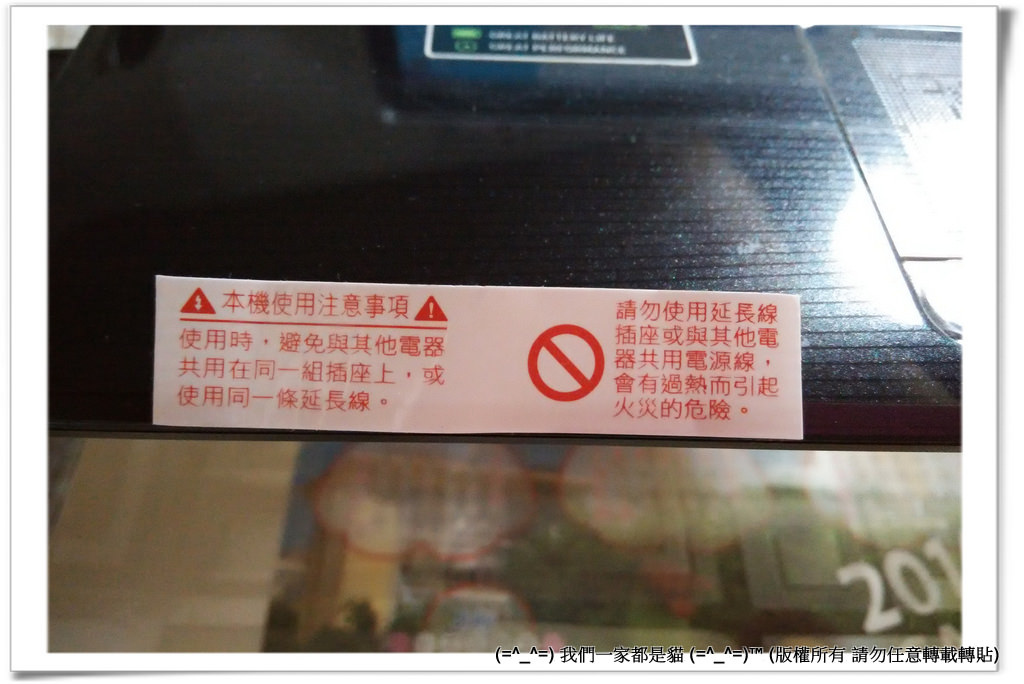 GREAT BATTERY LIFE
GREAT PERFORMANCE
本機使用注意事項
使用時，避免與其他電器
共用在同一組插座上，或
使用同一條延長線。
請勿使用延長線
插座或與其他電
器共用電源線，
會有過熱而引起
火災的危險。
201
(=^_^=) 我們一家都是貓 (=^_^=)™ (版權所有 請勿任意轉載轉貼)